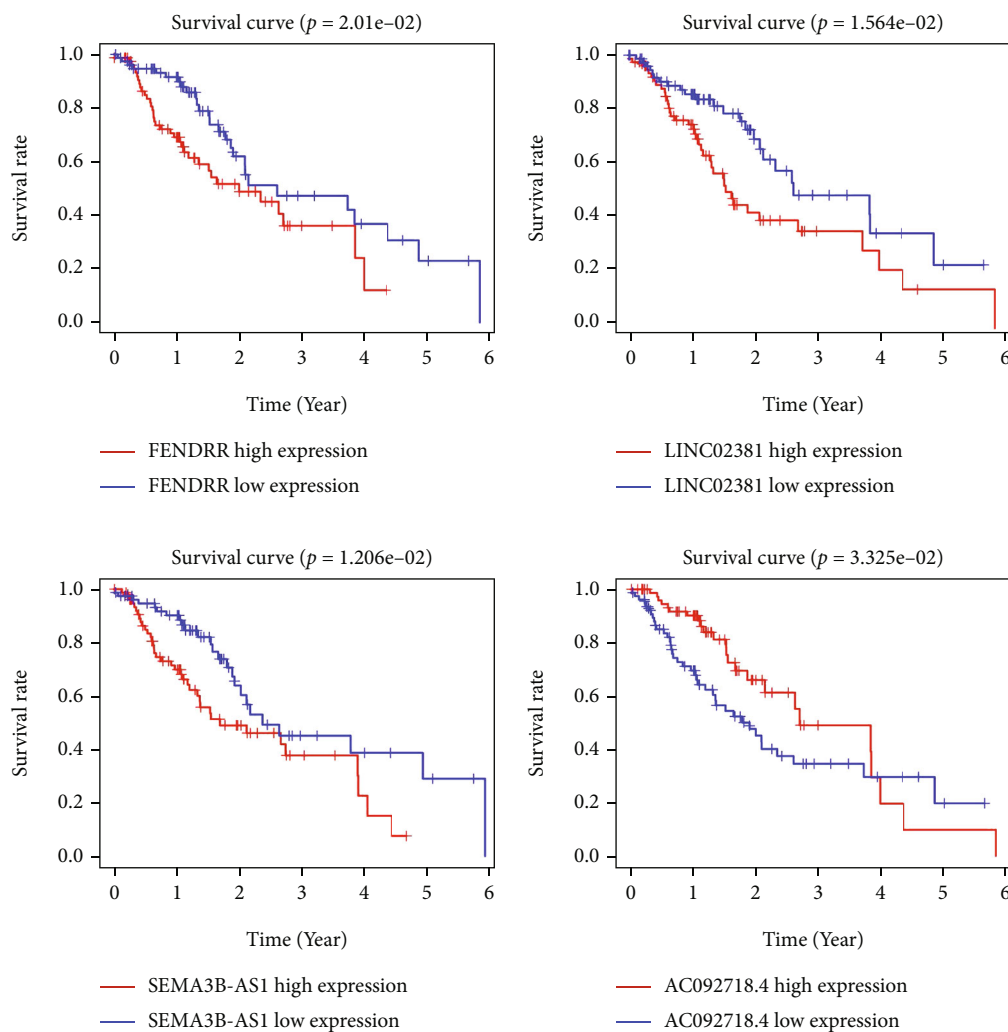 Survival curve (p = 2.01e–02)
1.0
0.8
0.6
0.4
0.2
0.0
Survival rate
0 1 2 3 4 5 6
Time (Year)
FENDRR high expression
FENDRR low expression
Survival curve (p = 1.564e–02)
1.0
0.8
0.6
0.4
0.2
0.0
Survival rate
0 1 2 3 4 5 6
Time (Year)
LINC02381 high expression
LINC02381 low expression
Survival curve (p = 1.206e–02)
1.0
0.8
0.6
0.4
0.2
0.0
Survival rate
0 1 2 3 4 5 6
Time (Year)
SEMA3B-AS1 high expression
SEMA3B-AS1 low expression
Survival curve (p = 3.325e–02)
1.0
0.8
0.6
0.4
0.2
0.0
Survival rate
0 1 2 3 4 5 6
Time (Year)
AC092718.4 high expression
AC092718.4 low expression